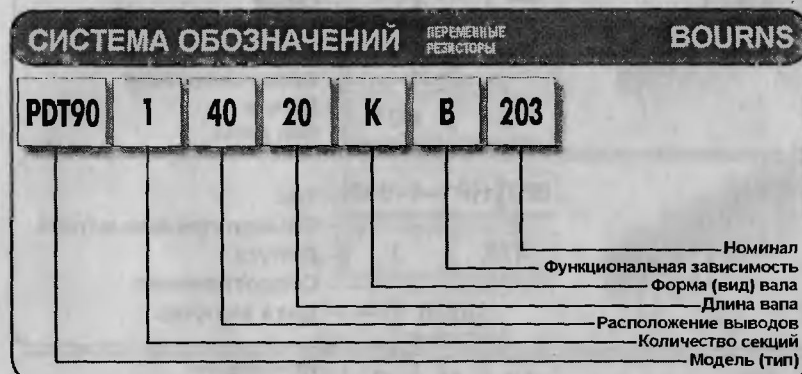 СИСТЕМА ОБОЗНАЧЕНИЙ ПЕРЕМЕННЫЕ РЕЗИСТОРЫ BOURNS
PDT90 1 40 20 K B 203
Номинал
Функциональная зависимость
Форма (вид) вала
Длина вапа
Расположение выводов
Количество секций
Модель (тип)